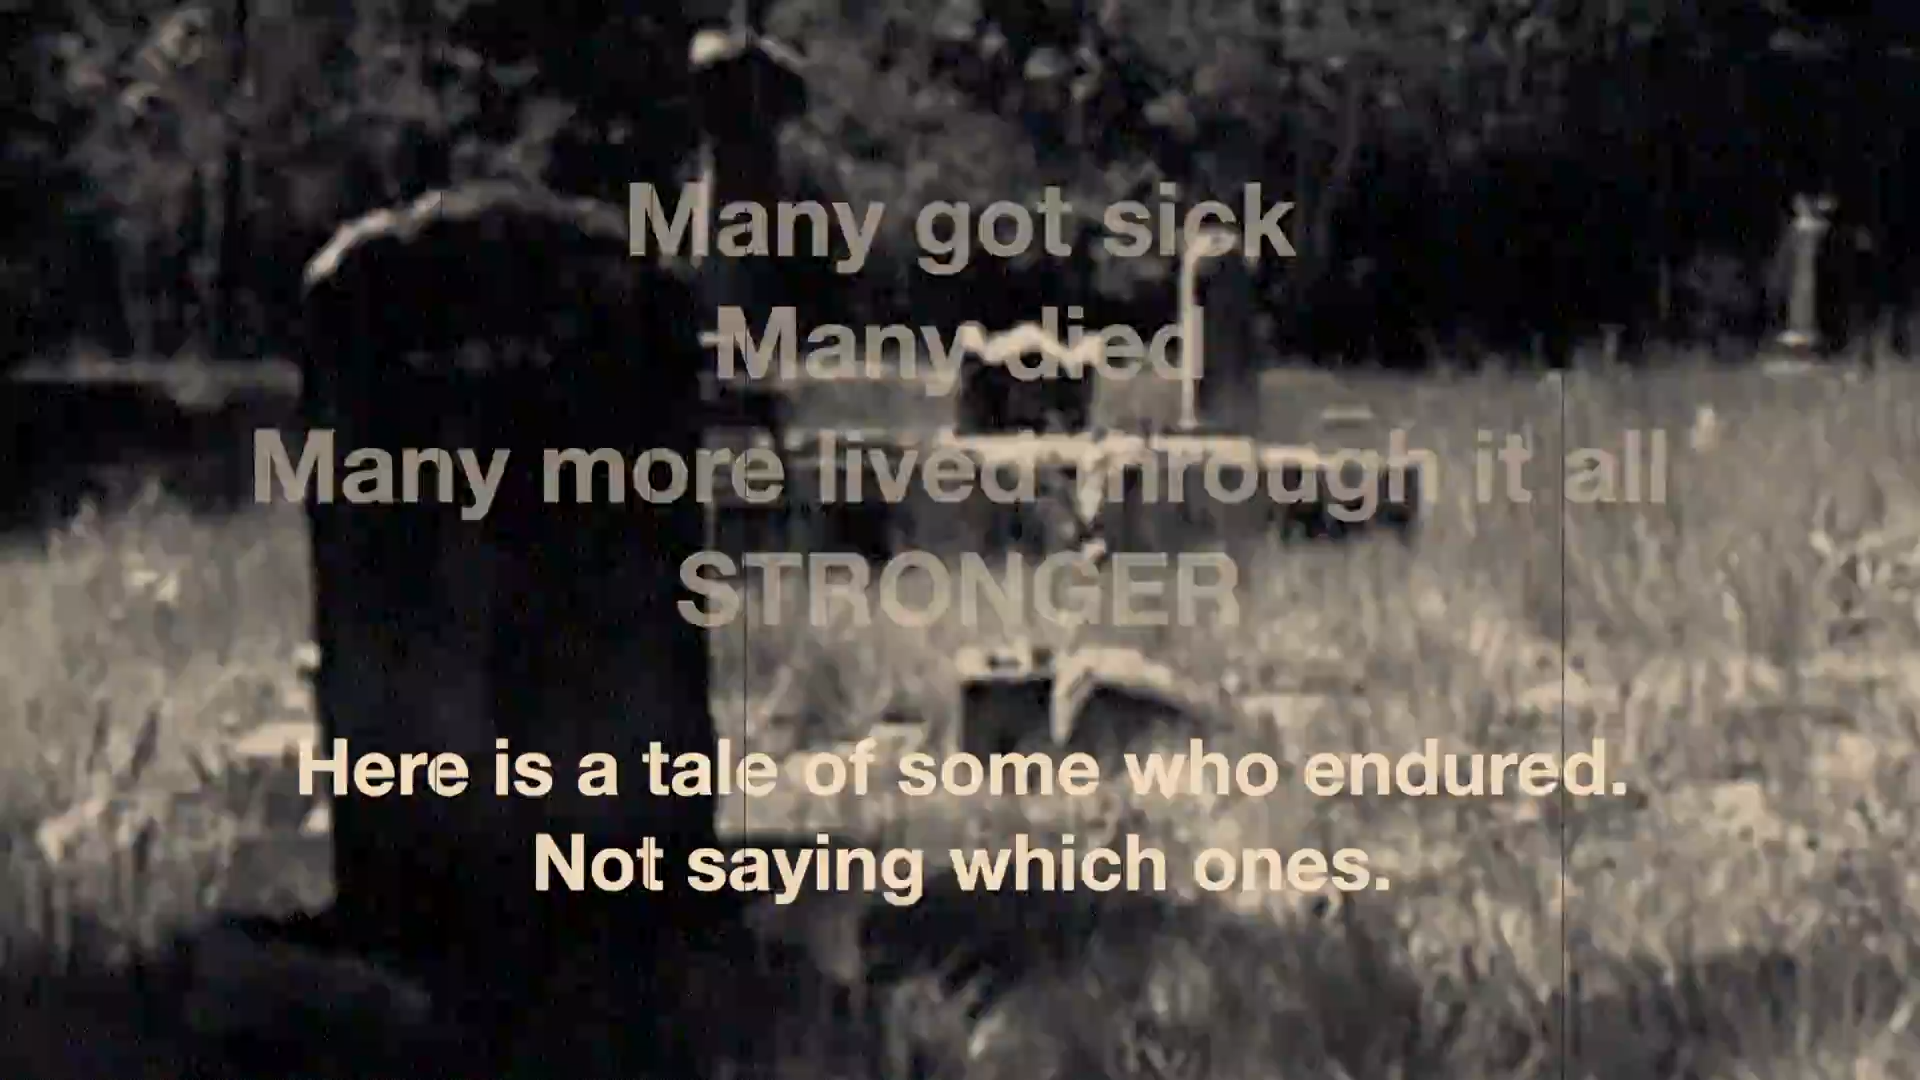 Many got sick
Many died
Many more lived through it all
STRONGER
Here is a tale of some who endured.
Not saying which ones.